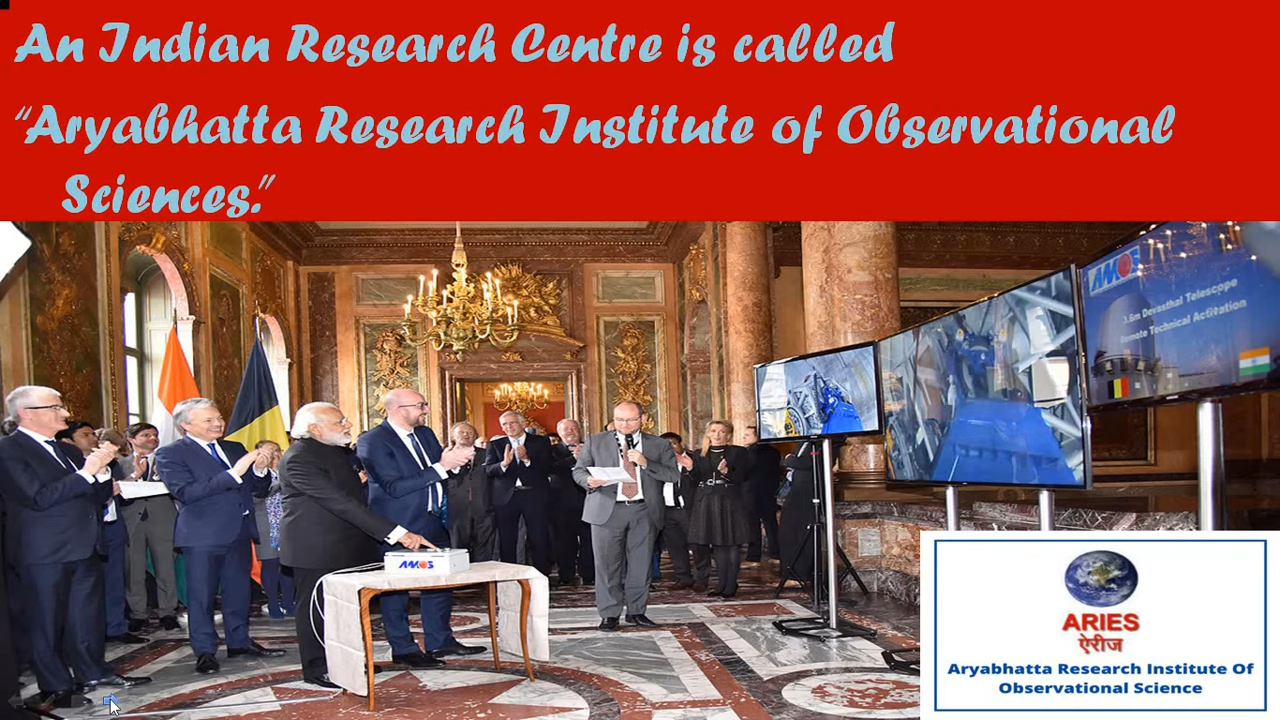 An Indian Research Centre is called
“Aryabhatta Research Institute of Observational
Sciences.”
AMOS
3.6m Devasthal Telescope
Remote Technical Activation
AMOS
ARIES
ऐरीज
Aryabhatta Research Institute Of
Observational Science